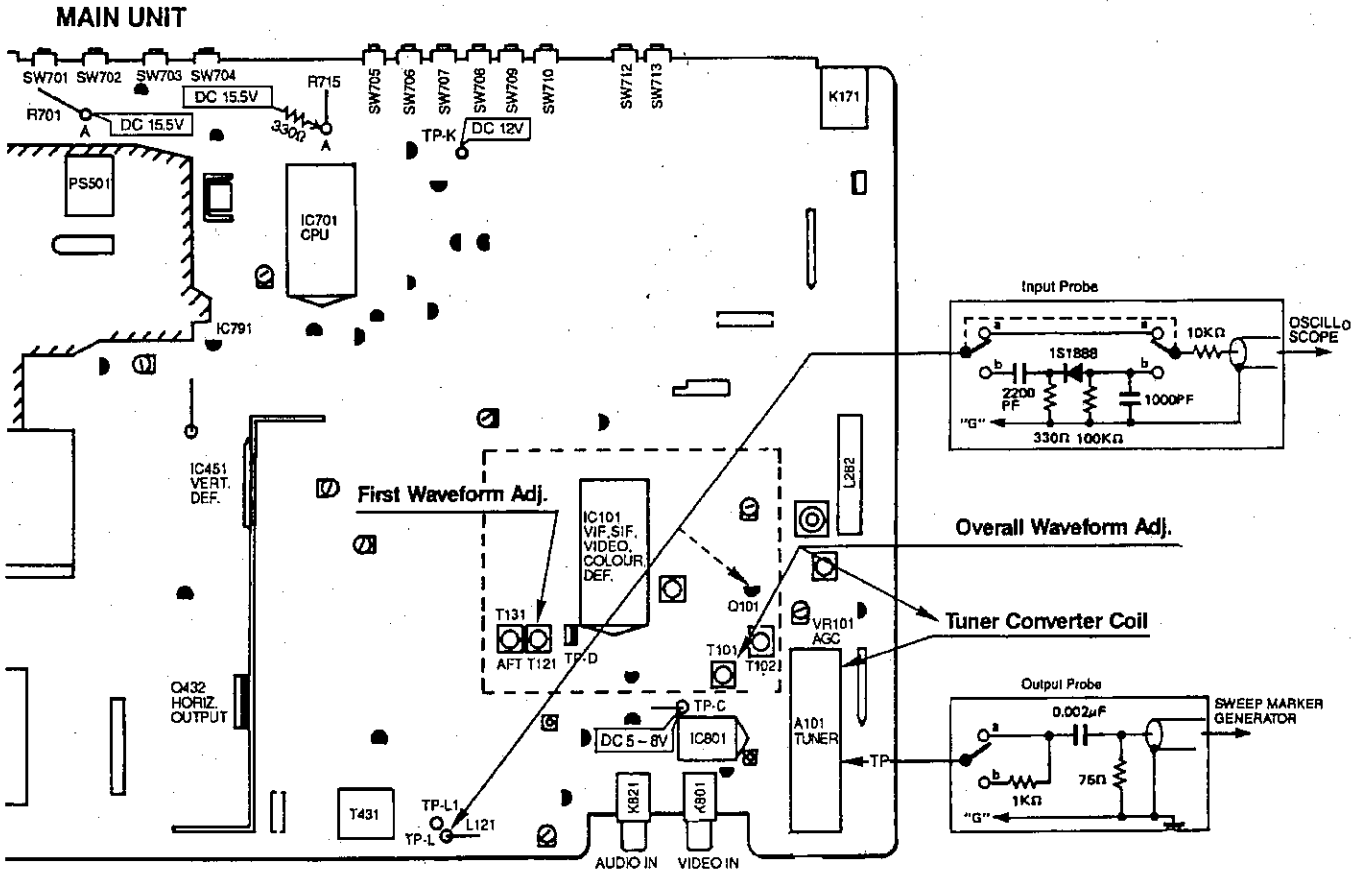 MAIN UNIT
SW701
SW702
SW703
SW704
SW705
SW706
SW707
SW708
SW709
SW710
SW712
SW713
K171
DC 15.5V
R715
R701
A
DC 15.5V
330Ω
A
TP-K
DC 12V
PS501
IC701
CPU
IC791
Input Probe
a
a
10KΩ
OSCILLO
SCOPE
1S1888
b
b
2200
PF
1000PF
"G"
330Ω
100KΩ
IC451
VERT.
DEF.
First Waveform Adj.
IC101
VIF,SIF,
VIDEO,
COLOUR
DEF.
L282
Overall Waveform Adj.
Q101
T131
AFT
T121
TP-D
T101
T102
VR101
AGC
Tuner Converter Coil
Q432
HORIZ.
OUTPUT
TP-C
DC 5 – 8V
IC801
A101
TUNER
TP
Output Probe
0.002µF
SWEEP MARKER
GENERATOR
a
b
1KΩ
75Ω
"G"
T431
TP-L1
TP-L
L121
K821
K801
AUDIO IN
VIDEO IN